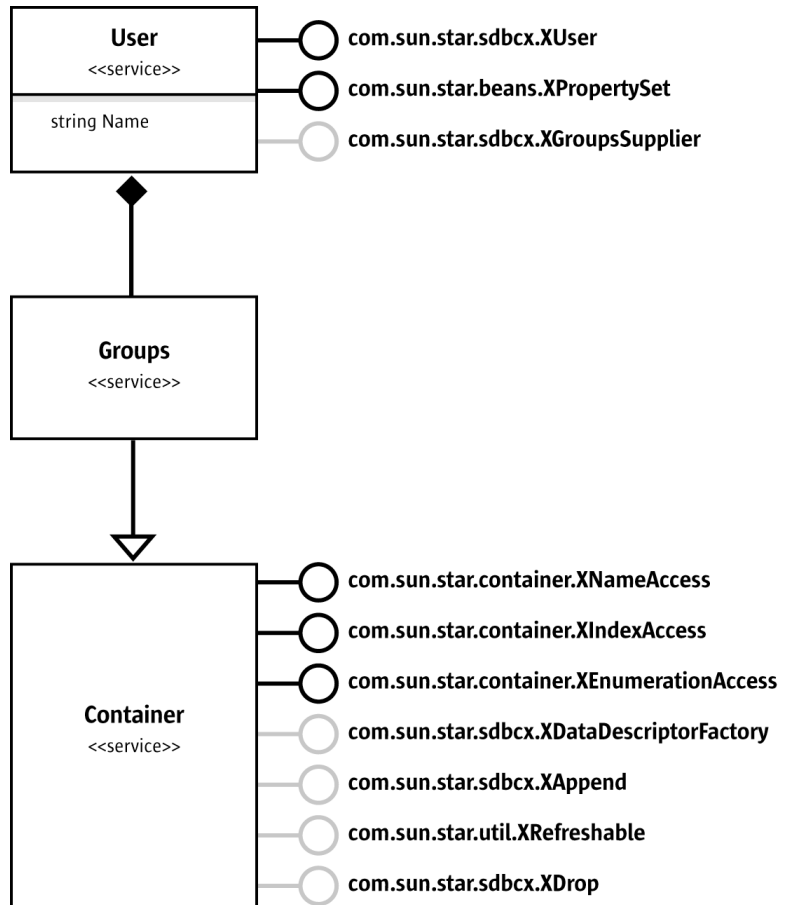 User
<<service>>
string Name
com.sun.star.sdbcx.XUser
com.sun.star.beans.XPropertySet
com.sun.star.sdbcx.XGroupsSupplier
Groups
<<service>>
Container
<<service>>
com.sun.star.container.XNameAccess
com.sun.star.container.XIndexAccess
com.sun.star.container.XEnumerationAccess
com.sun.star.sdbcx.XDataDescriptorFactory
com.sun.star.sdbcx.XAppend
com.sun.star.util.XRefreshable
com.sun.star.sdbcx.XDrop